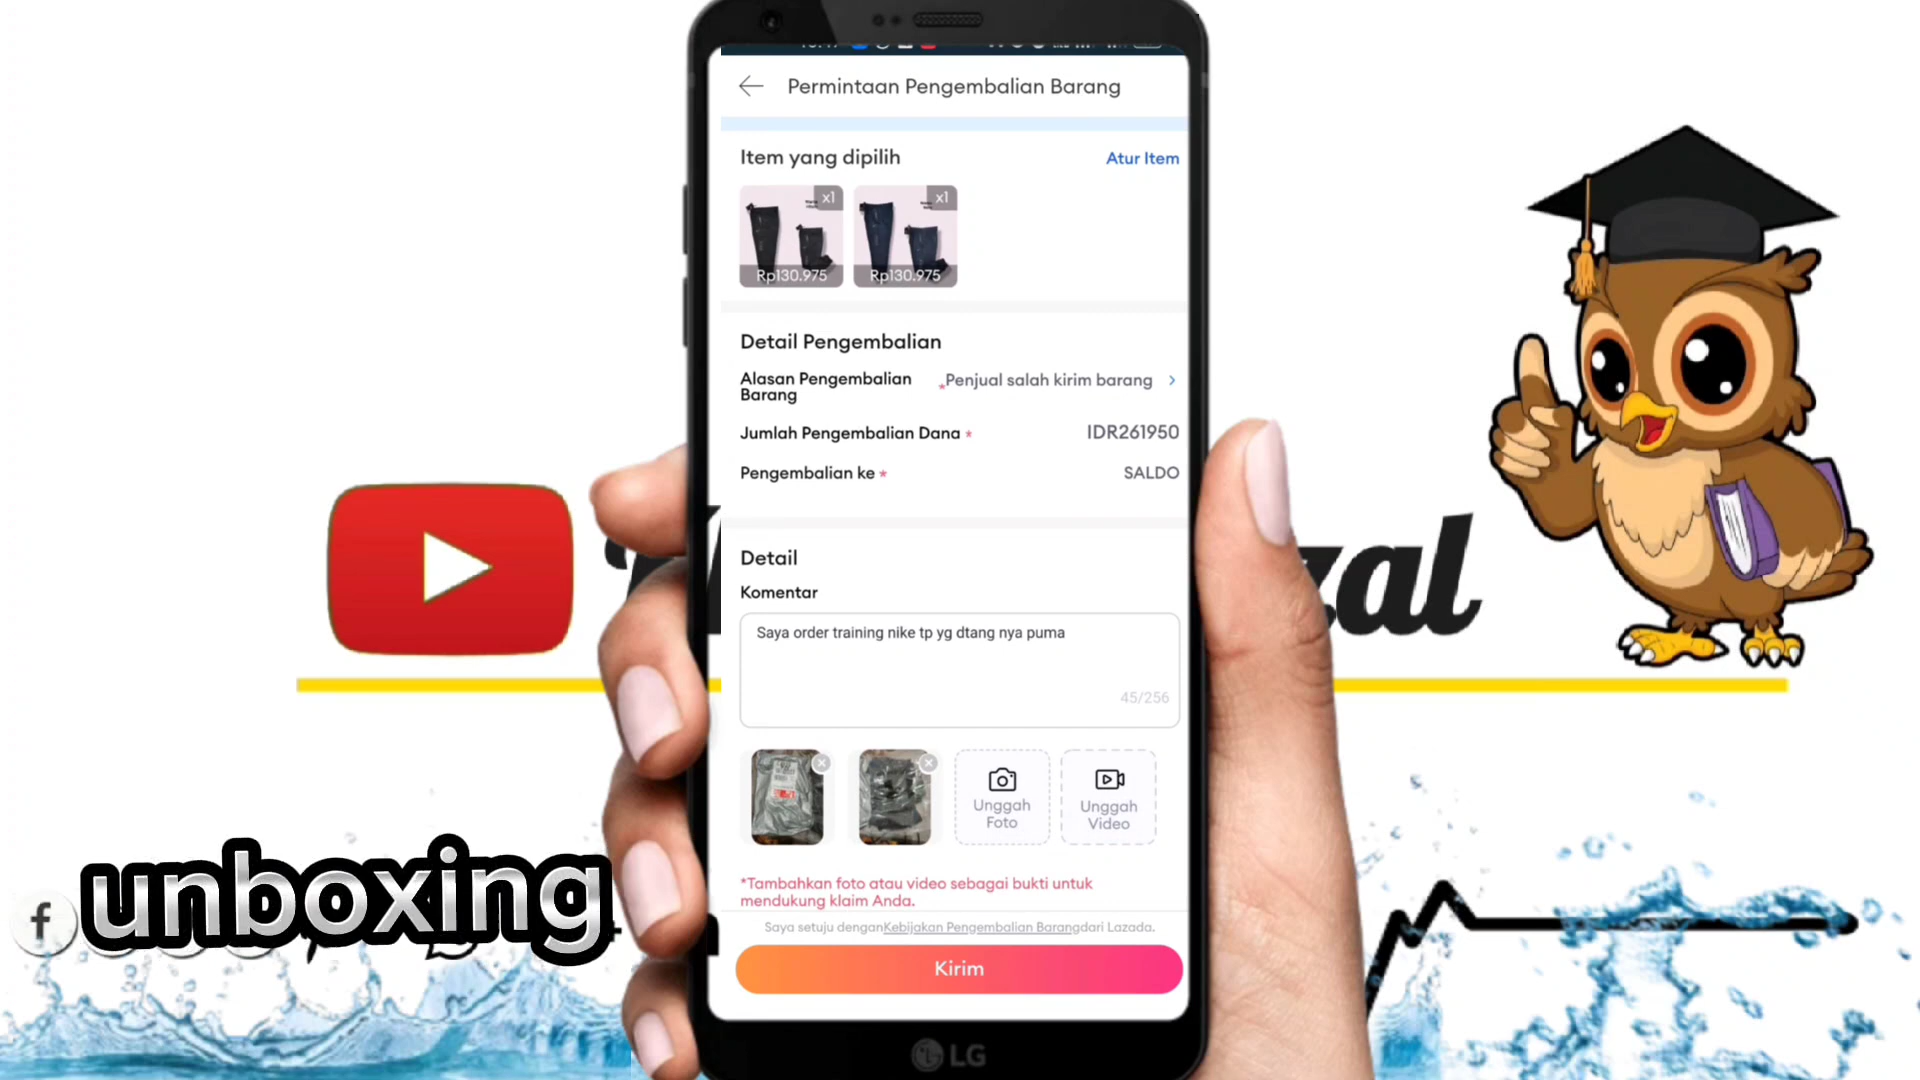 Permintaan Pengembalian Barang
Item yang dipilih
Atur Item
x1
x1
Rp130.975
Rp130.975
Detail Pengembalian
Alasan Pengembalian
Barang
*Penjual salah kirim barang
Jumlah Pengembalian Dana *
IDR261950
Pengembalian ke *
SALDO
zal
Detail
Komentar
Saya order training nike tp yg dtang nya puma
45/256
Unggah
Foto
Unggah
Video
*Tambahkan foto atau video sebagai bukti untuk
mendukung klaim Anda.
Saya setuju denganKebijakan Pengembalian Barangdari Lazada.
Kirim
unboxing
f
LG